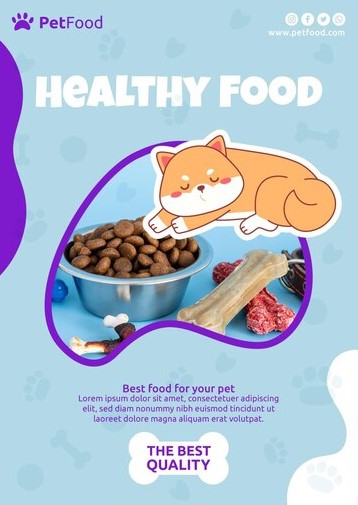 PetFood
www.petfood.com
HEALTHY FOOD
Best food for your pet
Lorem ipsum dolor sit amet, consectetuer adipiscing
elit, sed diam nonummy nibh euismod tincidunt ut
laoreet dolore magna aliquam erat volutpat.
THE BEST
QUALITY